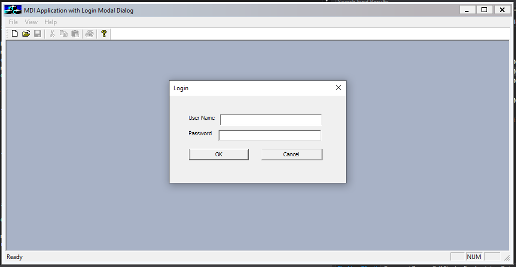 MDI Application with Login Modal Dialog
File View Help
Login
User Name
Password
OK Cancel
Ready NUM